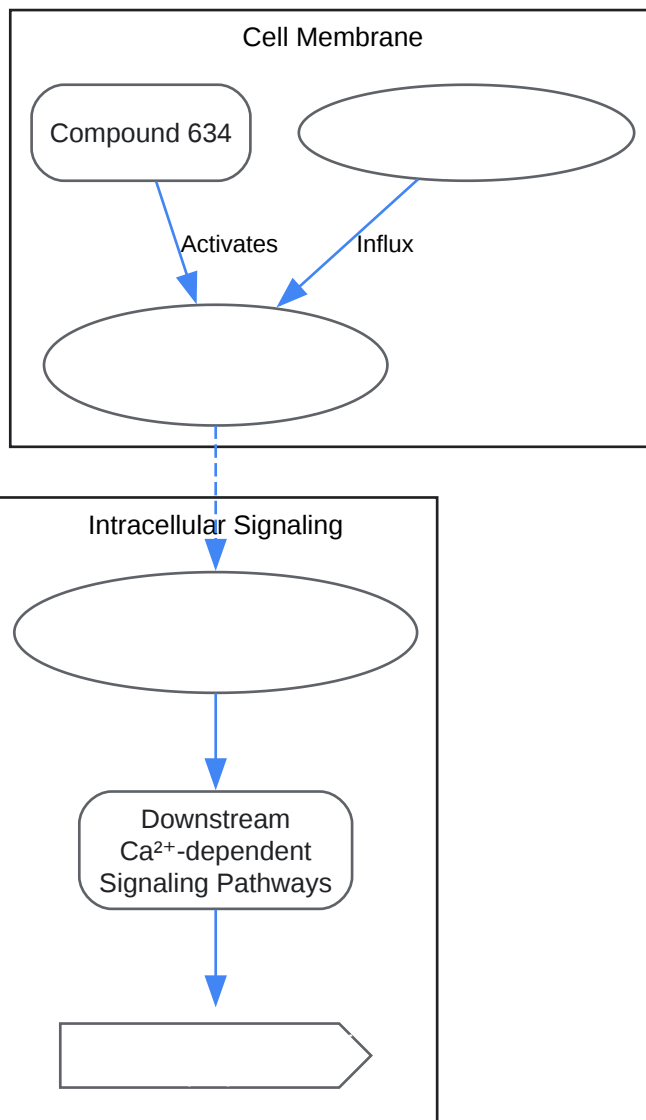 Cell Membrane
Compound 634
Activates
Influx
Intracellular Signaling
Downstream
Ca²⁺-dependent
Signaling Pathways